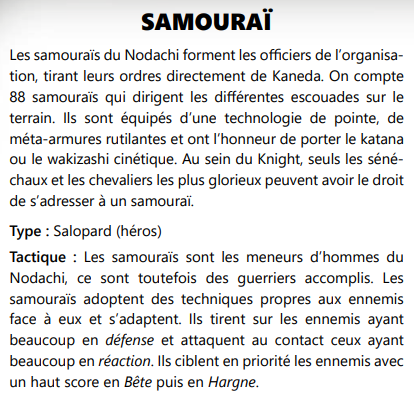 SAMOURAÏ
Les samouraïs du Nodachi forment les officiers de l'organisa-
tion, tirant leurs ordres directement de Kaneda. On compte
88 samouraïs qui dirigent les différentes escouades sur le
terrain. Ils sont équipés d'une technologie de pointe, de
méta-armures rutilantes et ont l'honneur de porter le katana
ou le wakizashi cinétique. Au sein du Knight, seuls les séné-
chaux et les chevaliers les plus glorieux peuvent avoir le droit
de s'adresser à un samouraï.
Type : Salopard (héros)
Tactique : Les samouraïs sont les meneurs d'hommes du
Nodachi, ce sont toutefois des guerriers accomplis. Les
samouraïs adoptent des techniques propres aux ennemis
face à eux et s'adaptent. Ils tirent sur les ennemis ayant
beaucoup en défense et attaquent au contact ceux ayant
beaucoup en réaction. Ils ciblent en priorité les ennemis avec
un haut score en Bête puis en Hargne.